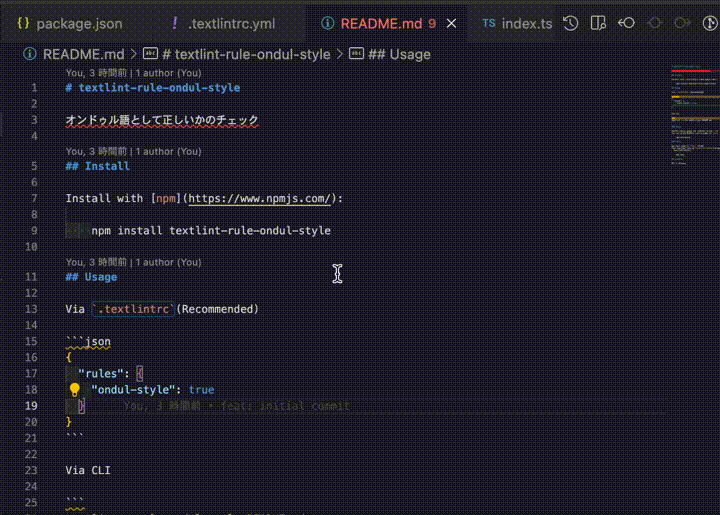 {} package.json ! .textlintrc.yml README.md 9 × TS index.ts
README.md > # textlint-rule-ondul-style > ## Usage
You, 3 時間前 | 1 author (You)
1 # textlint-rule-ondul-style
2
3 オンドゥル語として正しいかのチェック
4
You, 3 時間前 | 1 author (You)
5 ## Install
6
7 Install with [npm](https://www.npmjs.com/):
8
9 npm install textlint-rule-ondul-style
10
You, 3 時間前 | 1 author (You)
11 ## Usage
12
13 Via `.textlintrc`(Recommended)
14
15 ```json
16 {
17 "rules": {
18 "ondul-style": true
19 } You, 3 時間前 • feat: initial commit
20 }
21 ```
22
23 Via CLI
24
25 ```